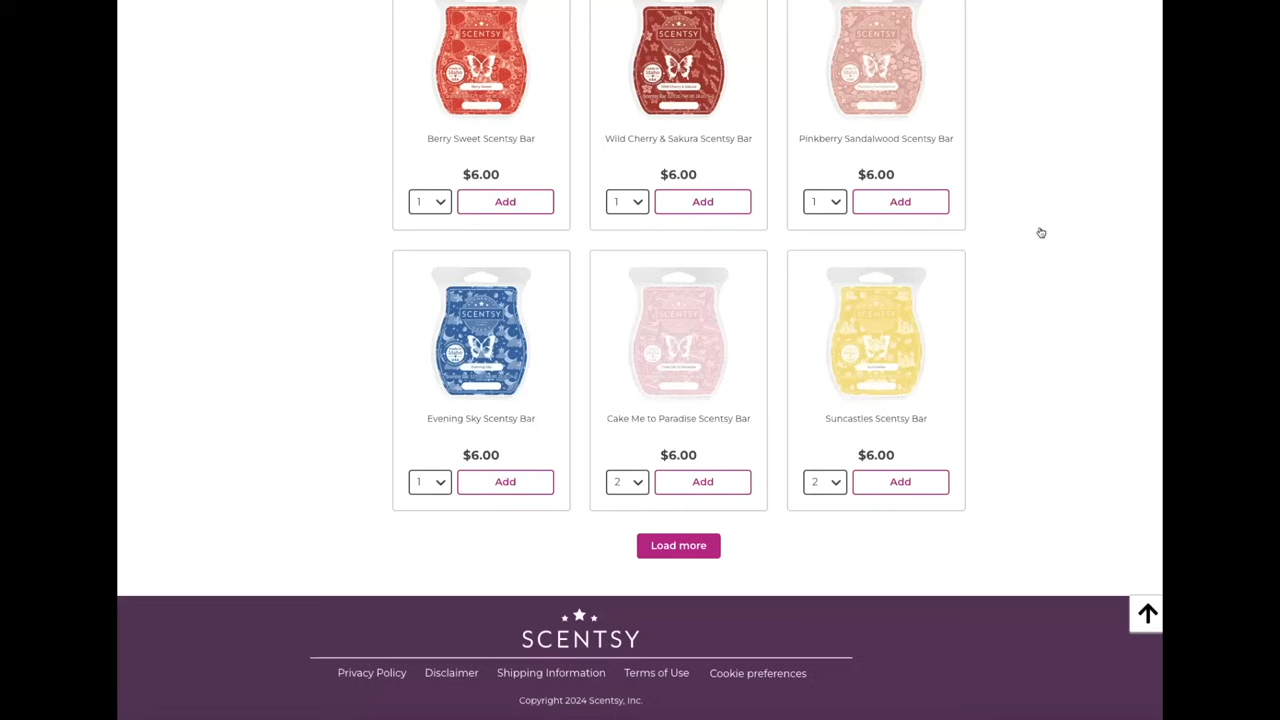 SCENTSY
SCENTSY
SCENTSY
Berry Sweet Scentsy Bar
Wild Cherry & Sakura Scentsy Bar
Pinkberry Sandalwood Scentsy Bar
$6.00
$6.00
$6.00
1
Add
1
Add
1
Add
SCENTSY
SCENTSY
SCENTSY
Evening Sky Scentsy Bar
Cake Me to Paradise Scentsy Bar
Suncastles Scentsy Bar
$6.00
$6.00
$6.00
1
Add
2
Add
2
Add
Load more
SCENTSY
Privacy Policy
Disclaimer
Shipping Information
Terms of Use
Cookie preferences
Copyright 2024 Scentsy, Inc.